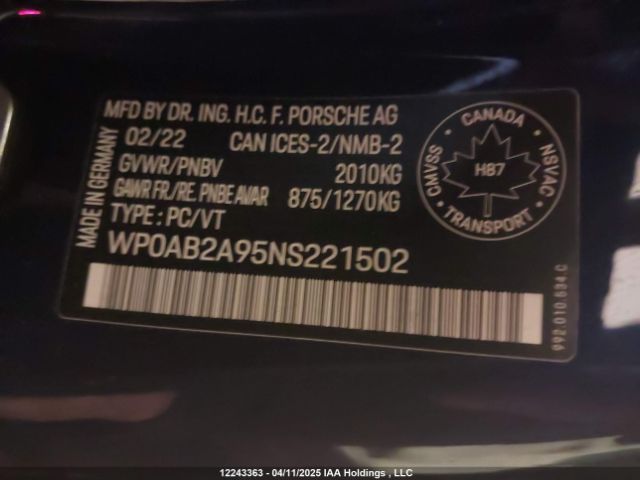 MFD BY DR. ING. H.C. F. PORSCHE AG
02/22 CAN ICES-2/NMB-2
GVWR/PNBV 2010KG
GAWR FR./RE. PNBE AV/AR 875/1270KG
TYPE : PC/VT
WP0AB2A95NS221502
MADE IN GERMANY
CANADA
CMVSS
NSVAC
H87
TRANSPORT
992.010.534.C
12243363 - 04/11/2025 IAA Holdings , LLC